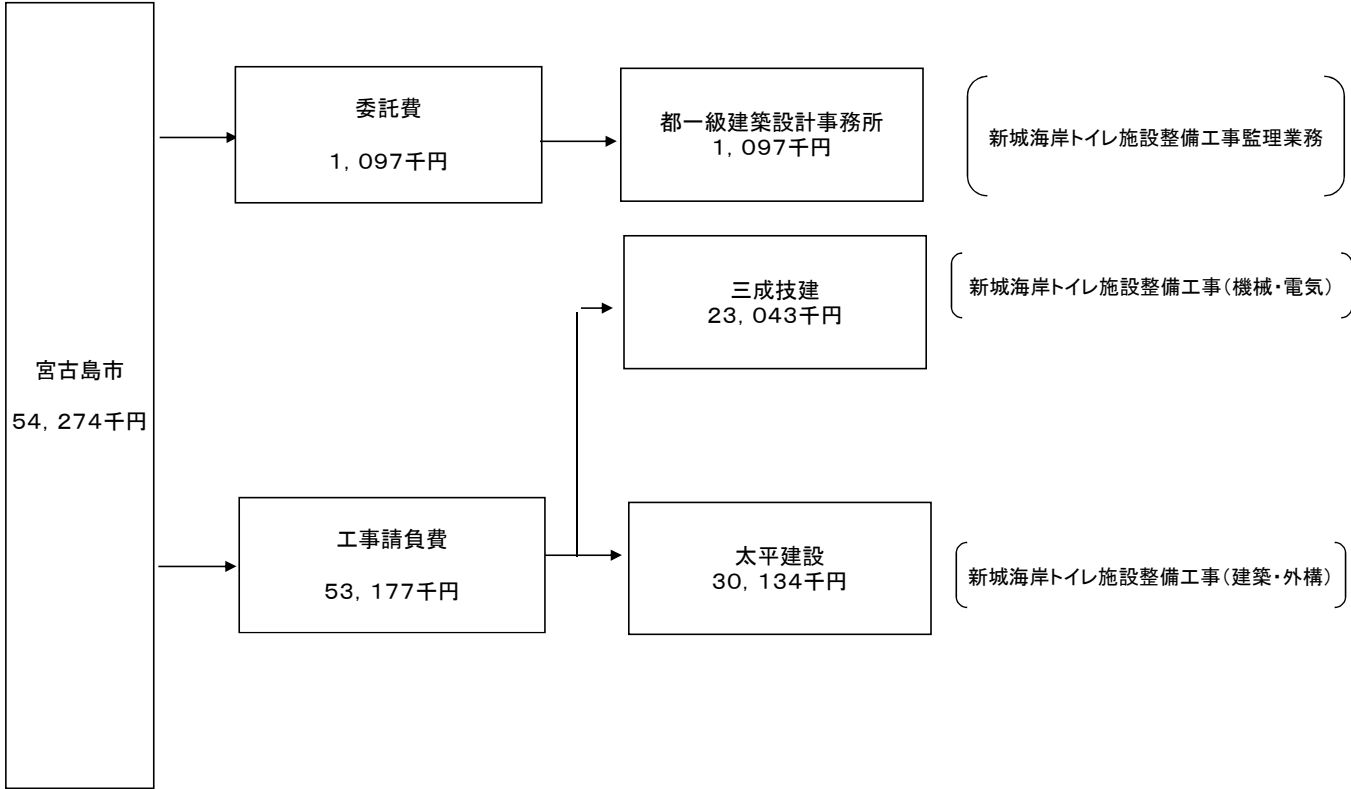 宮古島市
54, 274千円
委託費
1, 097千円
都一級建築設計事務所
1, 097千円
新城海岸トイレ施設整備工事監理業務
三成技建
23, 043千円
新城海岸トイレ施設整備工事(機械・電気)
工事請負費
53, 177千円
太平建設
30, 134千円
新城海岸トイレ施設整備工事(建築・外構)